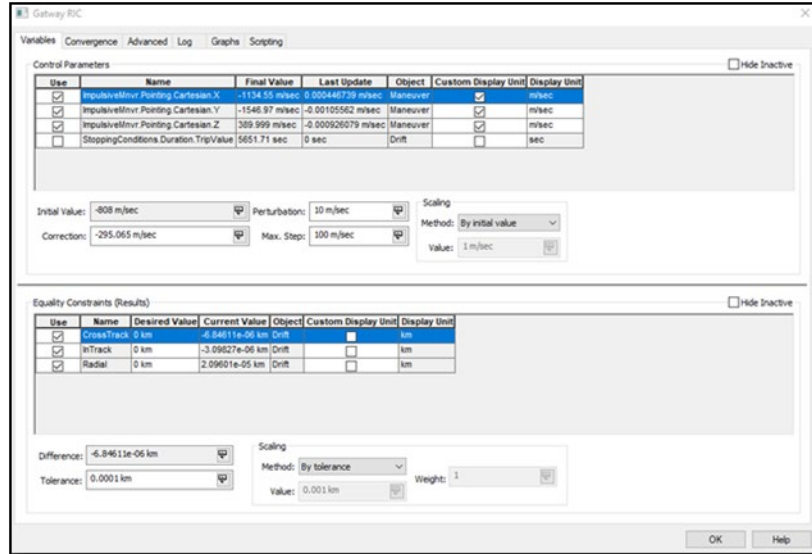 Gatway RIC
Variables Convergence Advanced Log Graphs Scripting
Control Parameters
Hide Inactive
Use Name Final Value Last Update Object Custom Display Unit Display Unit
ImpulsiveMnvr.Pointing.Cartesian.X -1134.55 m/sec 0.000446739 m/sec Maneuver m/sec
ImpulsiveMnvr.Pointing.Cartesian.Y -1546.97 m/sec -0.00105562 m/sec Maneuver m/sec
ImpulsiveMnvr.Pointing.Cartesian.Z 389.999 m/sec -0.000926079 m/sec Maneuver m/sec
StoppingConditions.Duration.TripValue 5651.71 sec 0 sec Drift sec
Initial Value: -808 m/sec Perturbation: 10 m/sec
Correction: -295.065 m/sec Max. Step: 100 m/sec
Scaling
Method: By initial value
Value: 1 m/sec
Equality Constraints (Results)
Hide Inactive
Use Name Desired Value Current Value Object Custom Display Unit Display Unit
CrossTrack 0 km -6.84611e-06 km Drift km
InTrack 0 km -3.09827e-06 km Drift km
Radial 0 km 2.09601e-05 km Drift km
Difference: -6.84611e-06 km
Tolerance: 0.0001 km
Scaling
Method: By tolerance
Value: 0.001 km
Weight: 1
OK Help